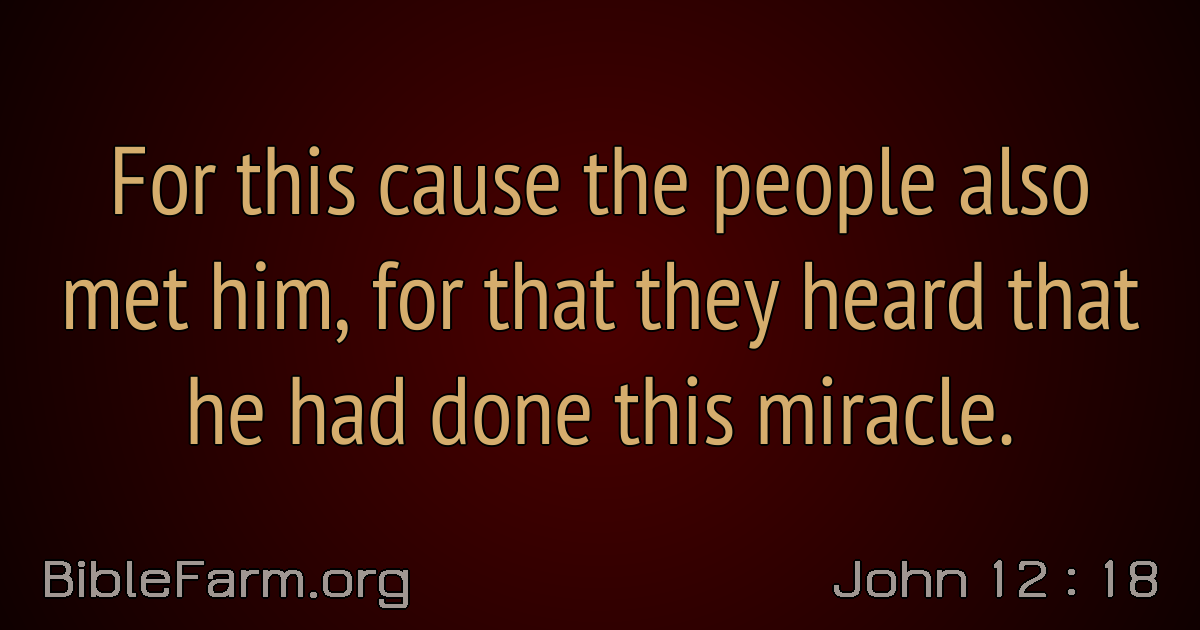 For this cause the people also
met him, for that they heard that
he had done this miracle.
BibleFarm.org
John 12 : 18